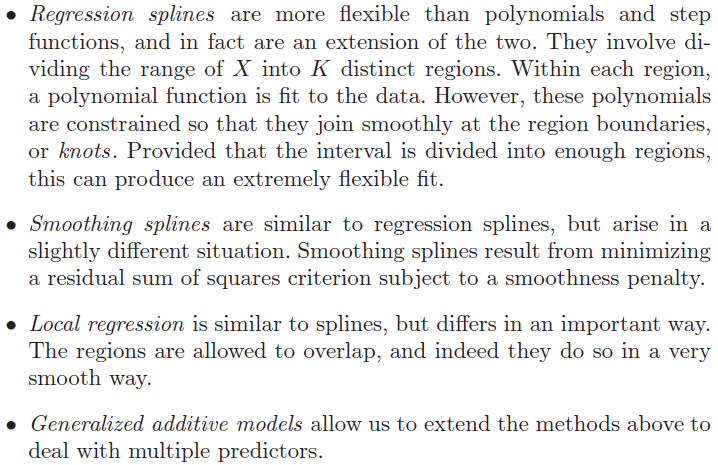 • Regression splines are more flexible than polynomials and step
functions, and in fact are an extension of the two. They involve di-
viding the range of X into K distinct regions. Within each region,
a polynomial function is fit to the data. However, these polynomials
are constrained so that they join smoothly at the region boundaries,
or knots. Provided that the interval is divided into enough regions,
this can produce an extremely flexible fit.
• Smoothing splines are similar to regression splines, but arise in a
slightly different situation. Smoothing splines result from minimizing
a residual sum of squares criterion subject to a smoothness penalty.
• Local regression is similar to splines, but differs in an important way.
The regions are allowed to overlap, and indeed they do so in a very
smooth way.
• Generalized additive models allow us to extend the methods above to
deal with multiple predictors.